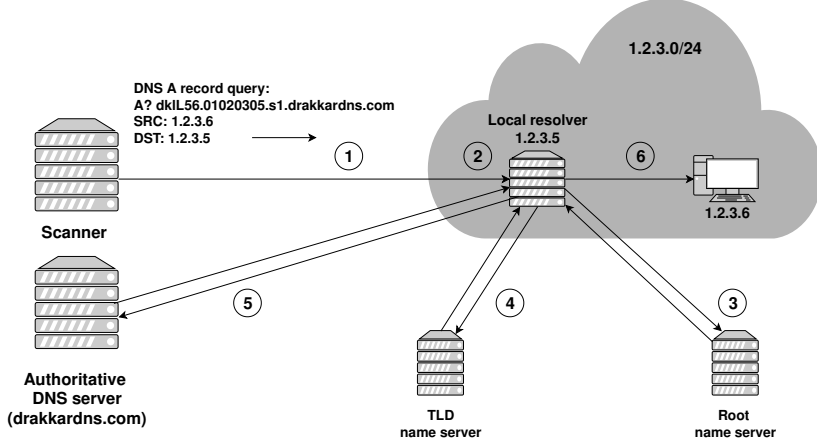 1.2.3.0/24
DNS A record query:
A? dklL56.01020305.s1.drakkardns.com
SRC: 1.2.3.6
DST: 1.2.3.5
Local resolver
1.2.3.5
1
2
6
Scanner
1.2.3.6
5
4
3
Authoritative
DNS server
(drakkardns.com)
TLD
name server
Root
name server